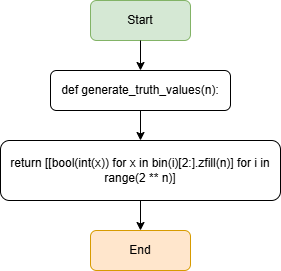 Start
def generate_truth_values(n):
return [[bool(int(x)) for x in bin(i)[2:].zfill(n)] for i in
range(2 ** n)]
End